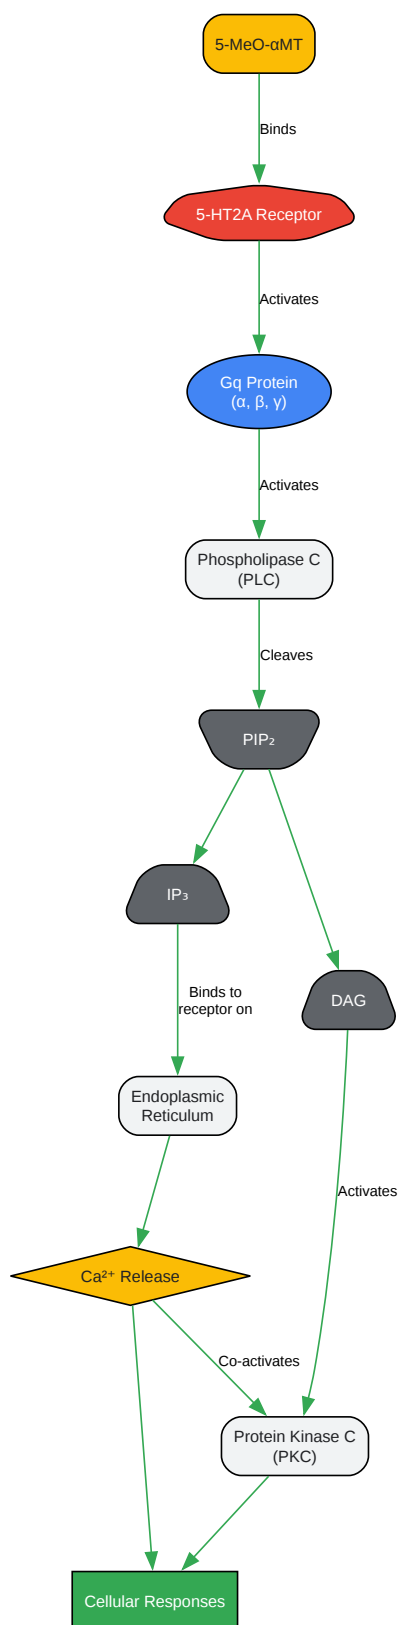 5-MeO-αMT
Binds
5-HT2A Receptor
Activates
Gq Protein
(α, β, γ)
Activates
Phospholipase C
(PLC)
Cleaves
PIP₂
IP₃
DAG
Binds to
receptor on
Endoplasmic
Reticulum
Activates
Ca²⁺ Release
Co-activates
Protein Kinase C
(PKC)
Cellular Responses